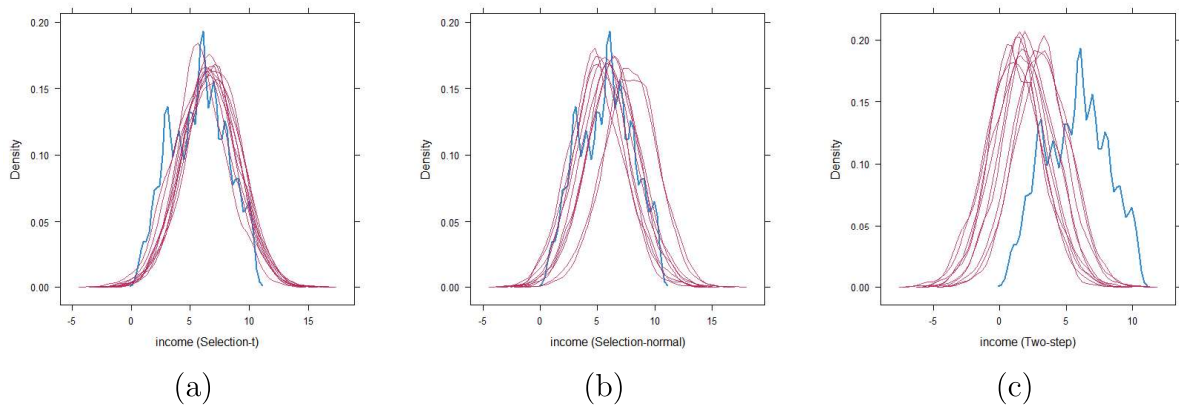 0.20
0.15
0.10
0.05
0.00
Density
-5 0 5 10 15
income (Selection-t)
(a)
0.20
0.15
0.10
0.05
0.00
Density
-5 0 5 10 15
income (Selection-normal)
(b)
0.20
0.15
0.10
0.05
0.00
Density
-5 0 5 10
income (Two-step)
(c)